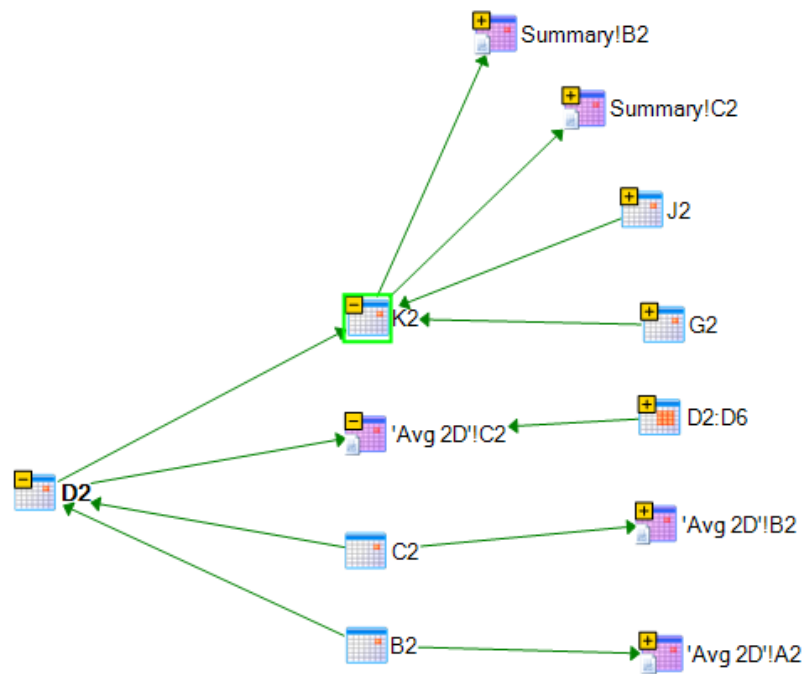 Summary!B2
Summary!C2
J2
K2
G2
'Avg 2D'!C2
D2:D6
D2
C2
'Avg 2D'!B2
B2
'Avg 2D'!A2